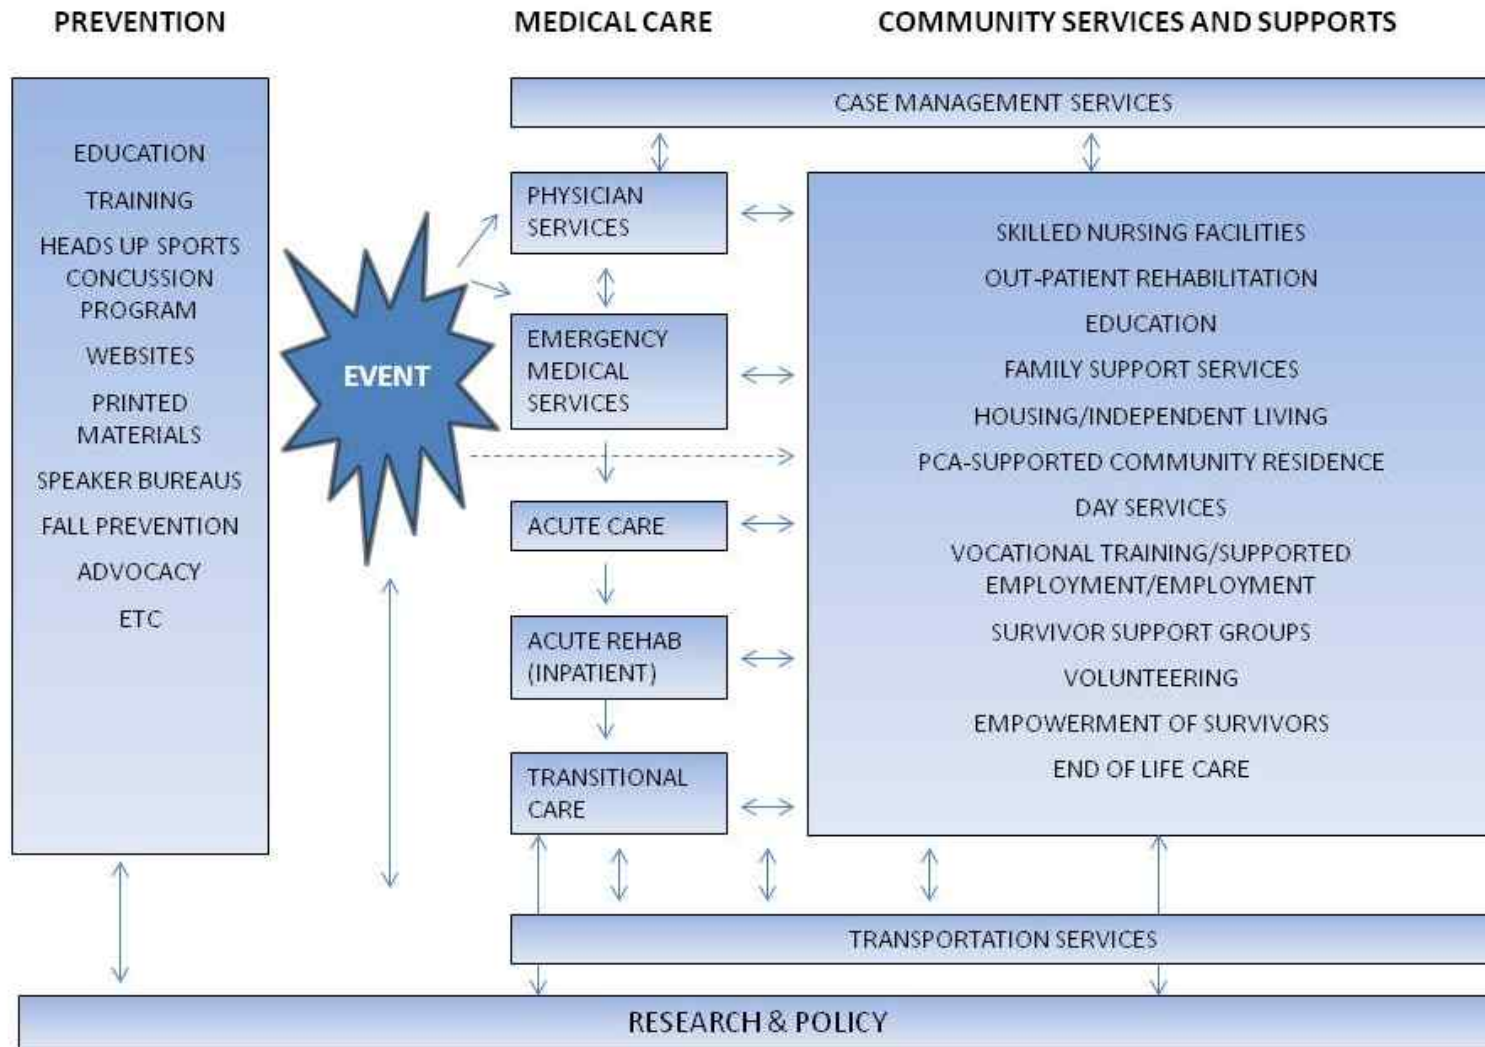 PREVENTION
MEDICAL CARE
COMMUNITY SERVICES AND SUPPORTS
EDUCATION
TRAINING
HEADS UP SPORTS
CONCUSSION
PROGRAM
WEBSITES
PRINTED
MATERIALS
SPEAKER BUREAUS
FALL PREVENTION
ADVOCACY
ETC
EVENT
CASE MANAGEMENT SERVICES
PHYSICIAN
SERVICES
EMERGENCY
MEDICAL
SERVICES
ACUTE CARE
ACUTE REHAB
(INPATIENT)
TRANSITIONAL
CARE
SKILLED NURSING FACILITIES
OUT-PATIENT REHABILITATION
EDUCATION
FAMILY SUPPORT SERVICES
HOUSING/INDEPENDENT LIVING
PCA-SUPPORTED COMMUNITY RESIDENCE
DAY SERVICES
VOCATIONAL TRAINING/SUPPORTED
EMPLOYMENT/EMPLOYMENT
SURVIVOR SUPPORT GROUPS
VOLUNTEERING
EMPOWERMENT OF SURVIVORS
END OF LIFE CARE
TRANSPORTATION SERVICES
RESEARCH & POLICY